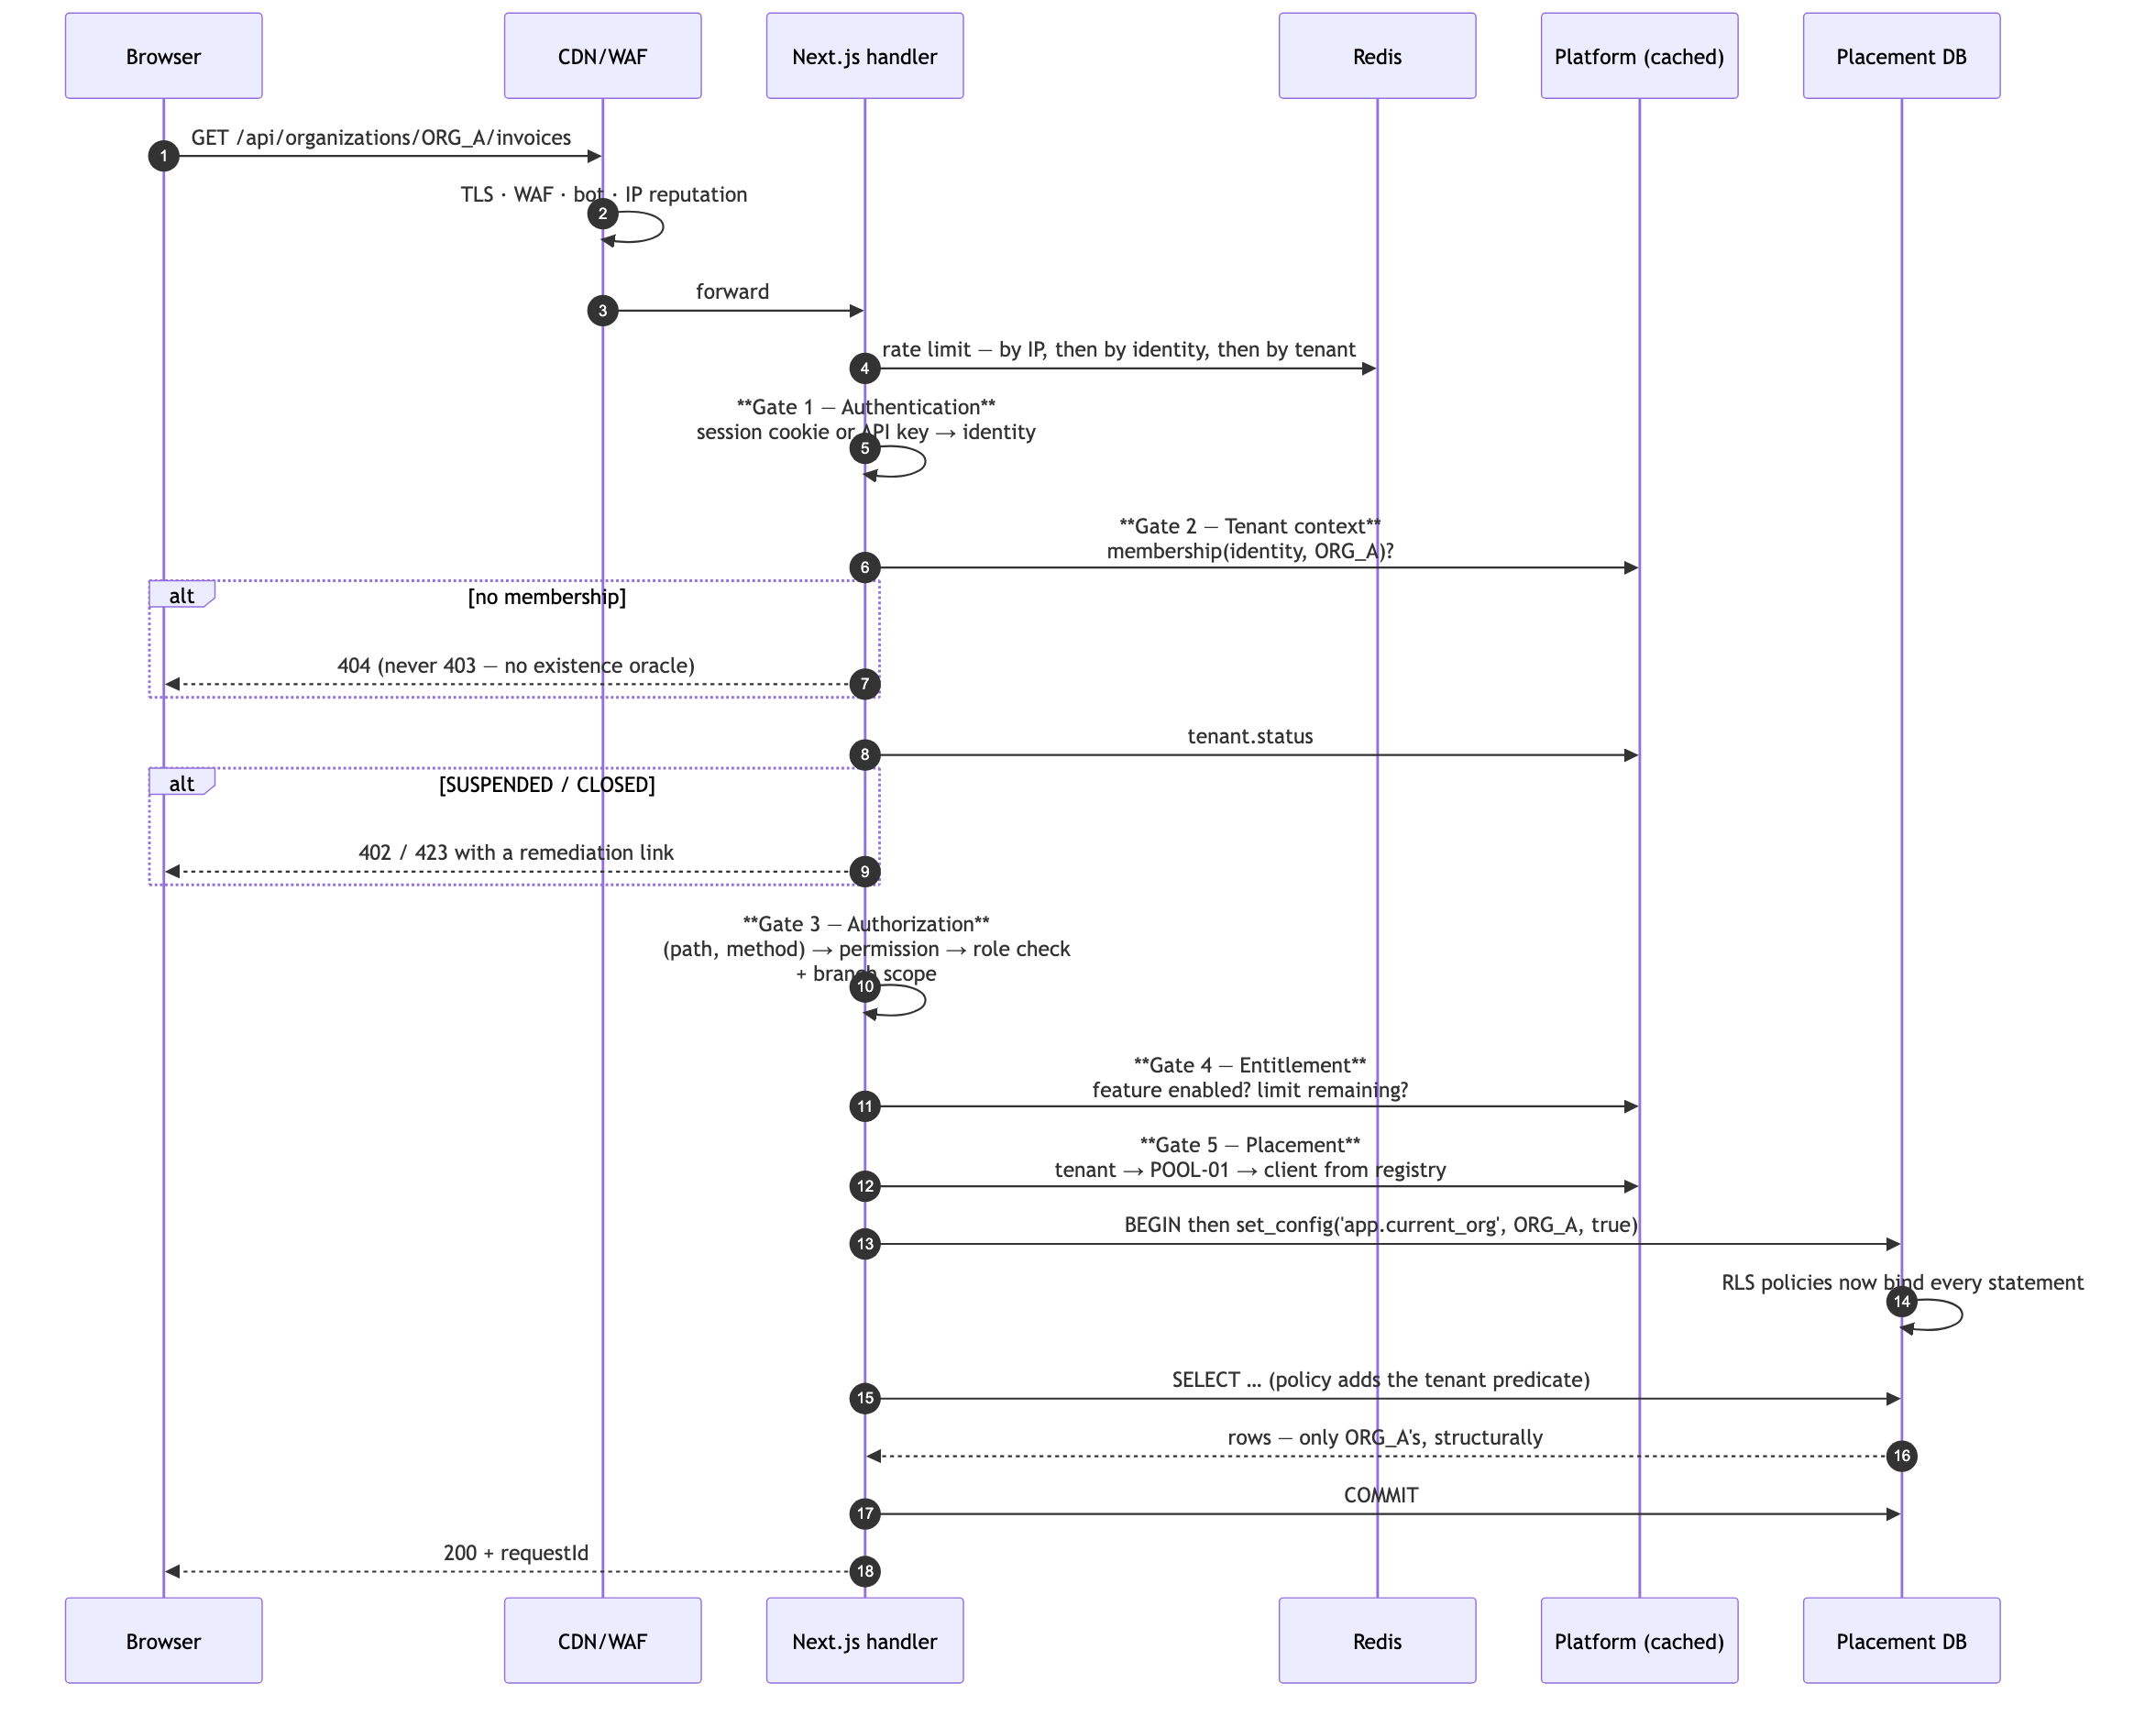 Browser
CDN/WAF
Next.js handler
Redis
Platform (cached)
Placement DB
GET /api/organizations/ORG_A/invoices
1
TLS · WAF · bot · IP reputation
2
forward
3
rate limit — by IP, then by identity, then by tenant
4
**Gate 1 — Authentication**
session cookie or API key → identity
5
**Gate 2 — Tenant context**
membership(identity, ORG_A)?
6
alt
[no membership]
404 (never 403 — no existence oracle)
7
tenant.status
8
alt
[SUSPENDED / CLOSED]
402 / 423 with a remediation link
9
**Gate 3 — Authorization**
(path, method) → permission → role check
+ branch scope
10
**Gate 4 — Entitlement**
feature enabled? limit remaining?
11
**Gate 5 — Placement**
tenant → POOL-01 → client from registry
12
BEGIN then set_config('app.current_org', ORG_A, true)
13
RLS policies now bind every statement
14
SELECT … (policy adds the tenant predicate)
15
rows — only ORG_A's, structurally
16
COMMIT
17
200 + requestId
18
Browser
CDN/WAF
Next.js handler
Redis
Platform (cached)
Placement DB